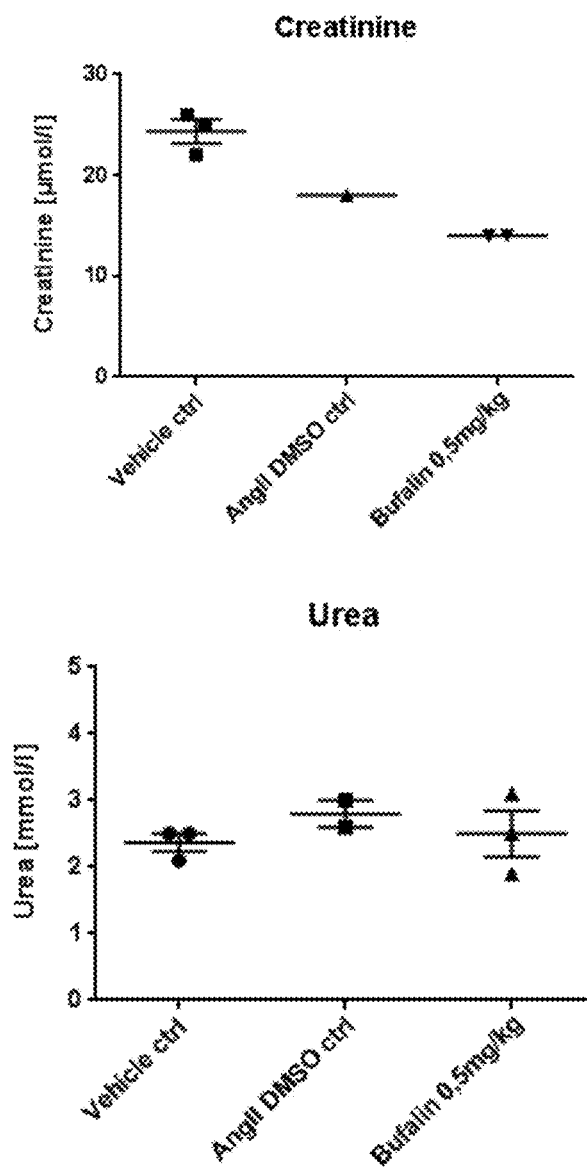 Creatinine
Creatinine [µmol/l]
30
20
10
0
Vehicle ctrl
AngII DMSO ctrl
Bufalin 0,5mg/kg
Urea
Urea [mmol/l]
5
4
3
2
1
0
Vehicle ctrl
AngII DMSO ctrl
Bufalin 0,5mg/kg